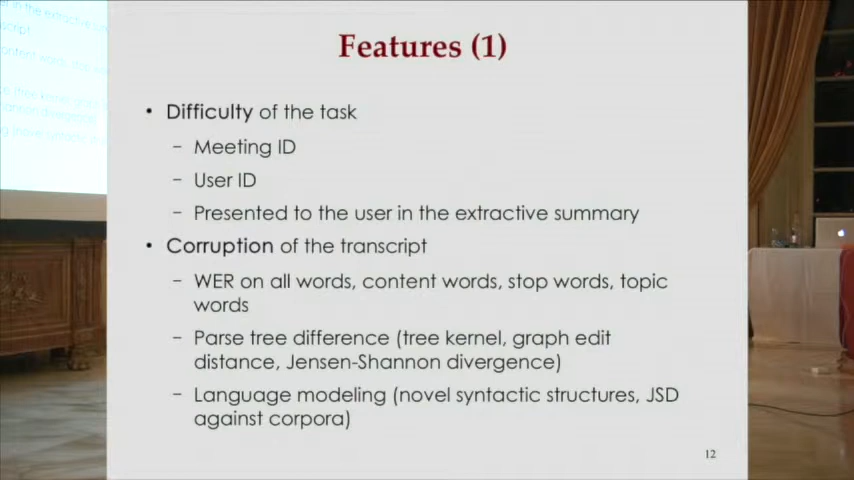 Features (1)
• Difficulty of the task
– Meeting ID
– User ID
– Presented to the user in the extractive summary
• Corruption of the transcript
– WER on all words, content words, stop words, topic
words
– Parse tree difference (tree kernel, graph edit
distance, Jensen-Shannon divergence)
– Language modeling (novel syntactic structures, JSD
against corpora)
12